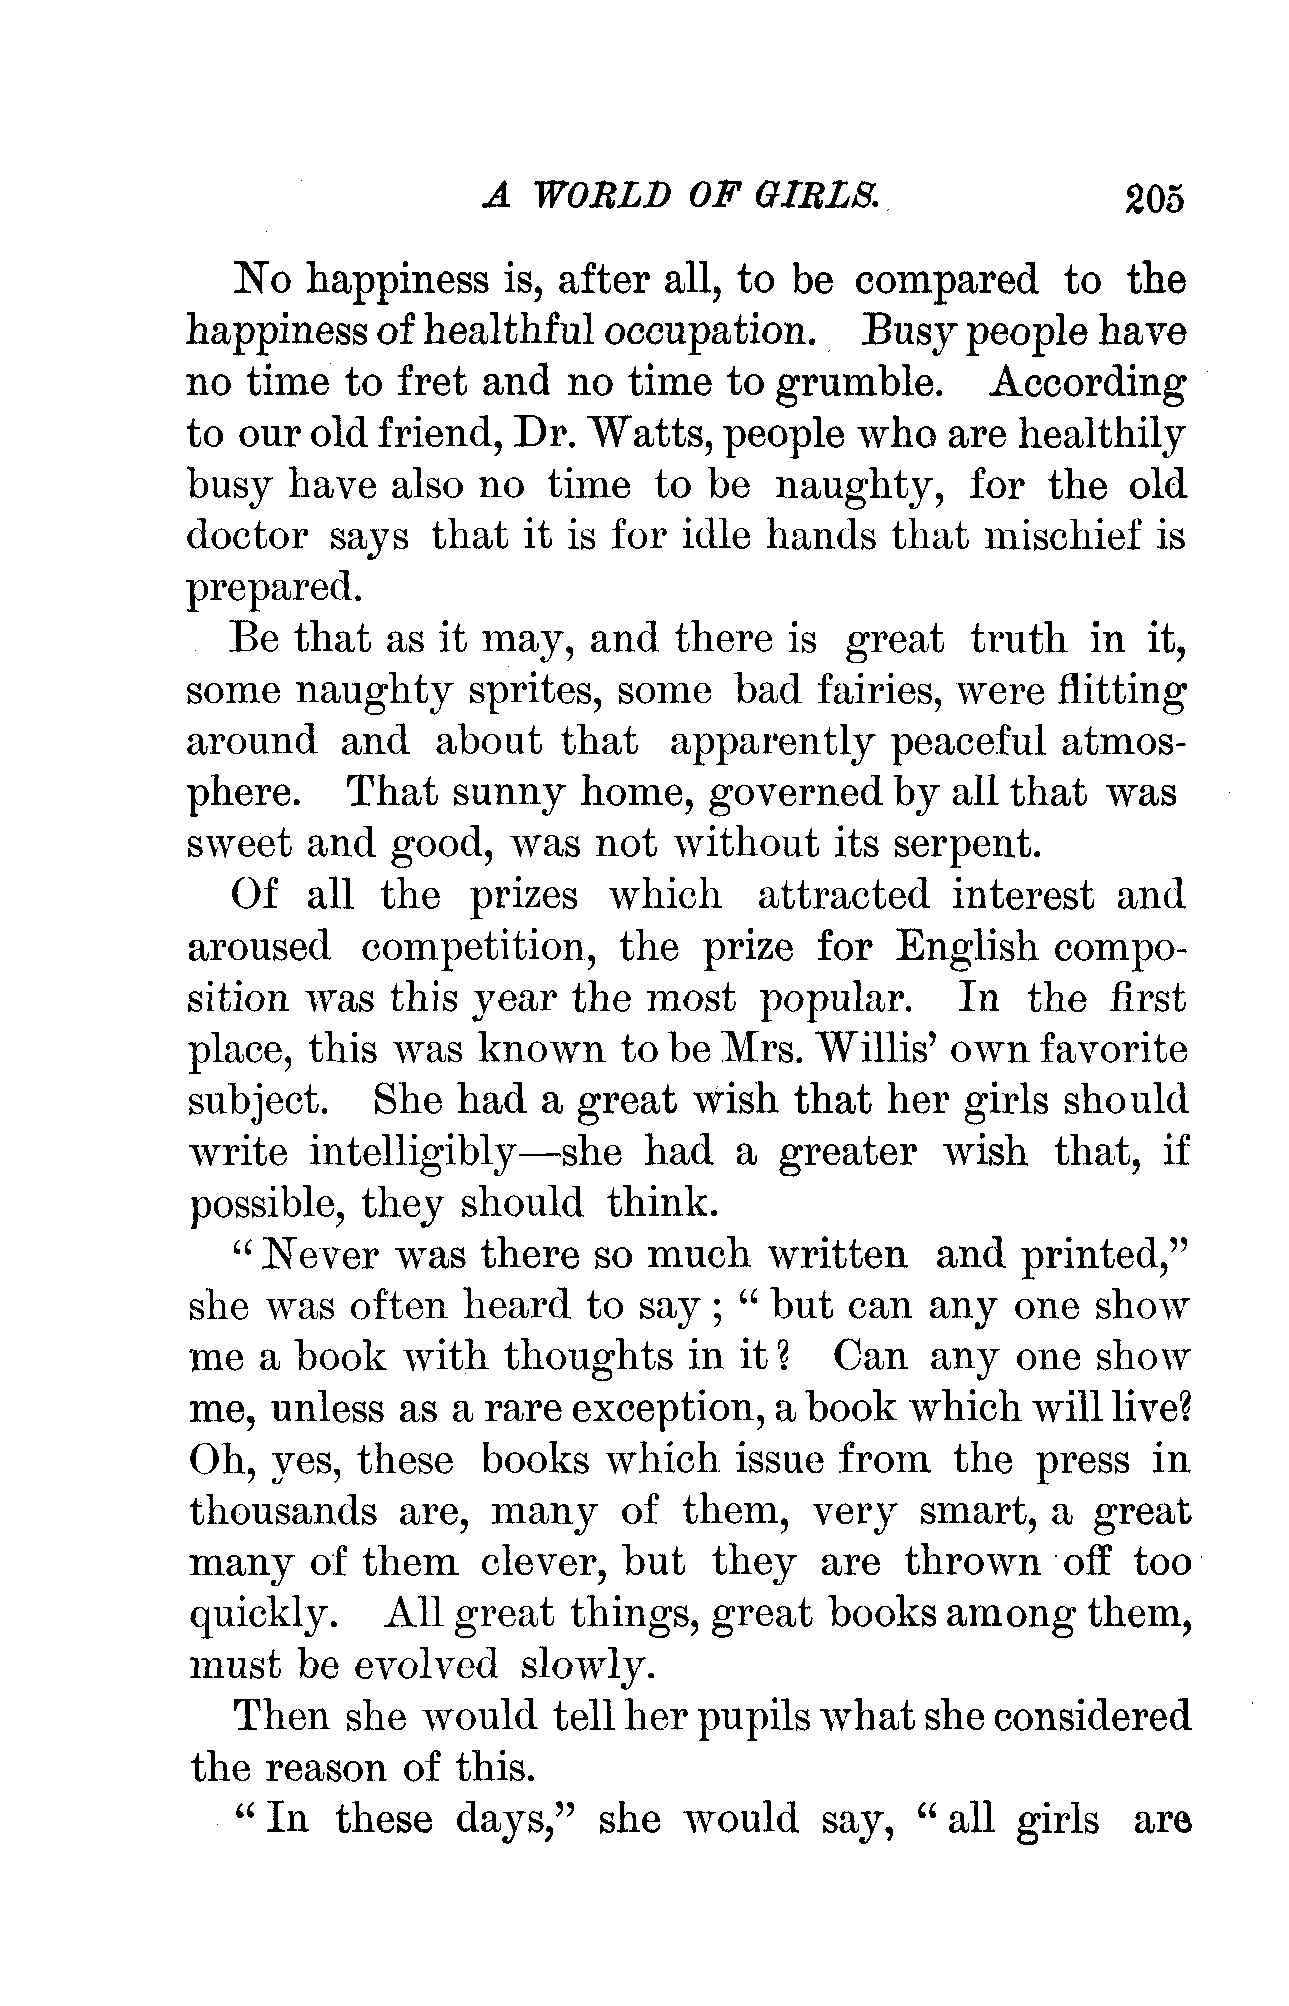 A WORLD OF GIRLS. 205
No happiness is, after all, to be compared to the
happiness of healthful occupation. Busy people have
no time to fret and no time to grumble. According
to our old friend, Dr. Watts, people who are healthily
busy have also no time to be naughty, for the old
doctor says that it is for idle hands that mischief is
prepared.
Be that as it may, and there is great truth in it,
some naughty sprites, some bad fairies, were flitting
around and about that apparently peaceful atmos-
phere. That sunny home, governed by all that was
sweet and good, was not without its serpent.
Of all the prizes which attracted interest and
aroused competition, the prize for English compo-
sition was this year the most popular. In the first
place, this was known to be Mrs. Willis' own favorite
subject. She had a great wish that her girls should
write intelligibly—she had a greater wish that, if
possible, they should think.
“Never was there so much written and printed,”
she was often heard to say; “but can any one show
me a book with thoughts in it? Can any one show
me, unless as a rare exception, a book which will live?
Oh, yes, these books which issue from the press in
thousands are, many of them, very smart, a great
many of them clever, but they are thrown off too
quickly. All great things, great books among them,
must be evolved slowly.
Then she would tell her pupils what she considered
the reason of this.
“In these days,” she would say, “all girls are